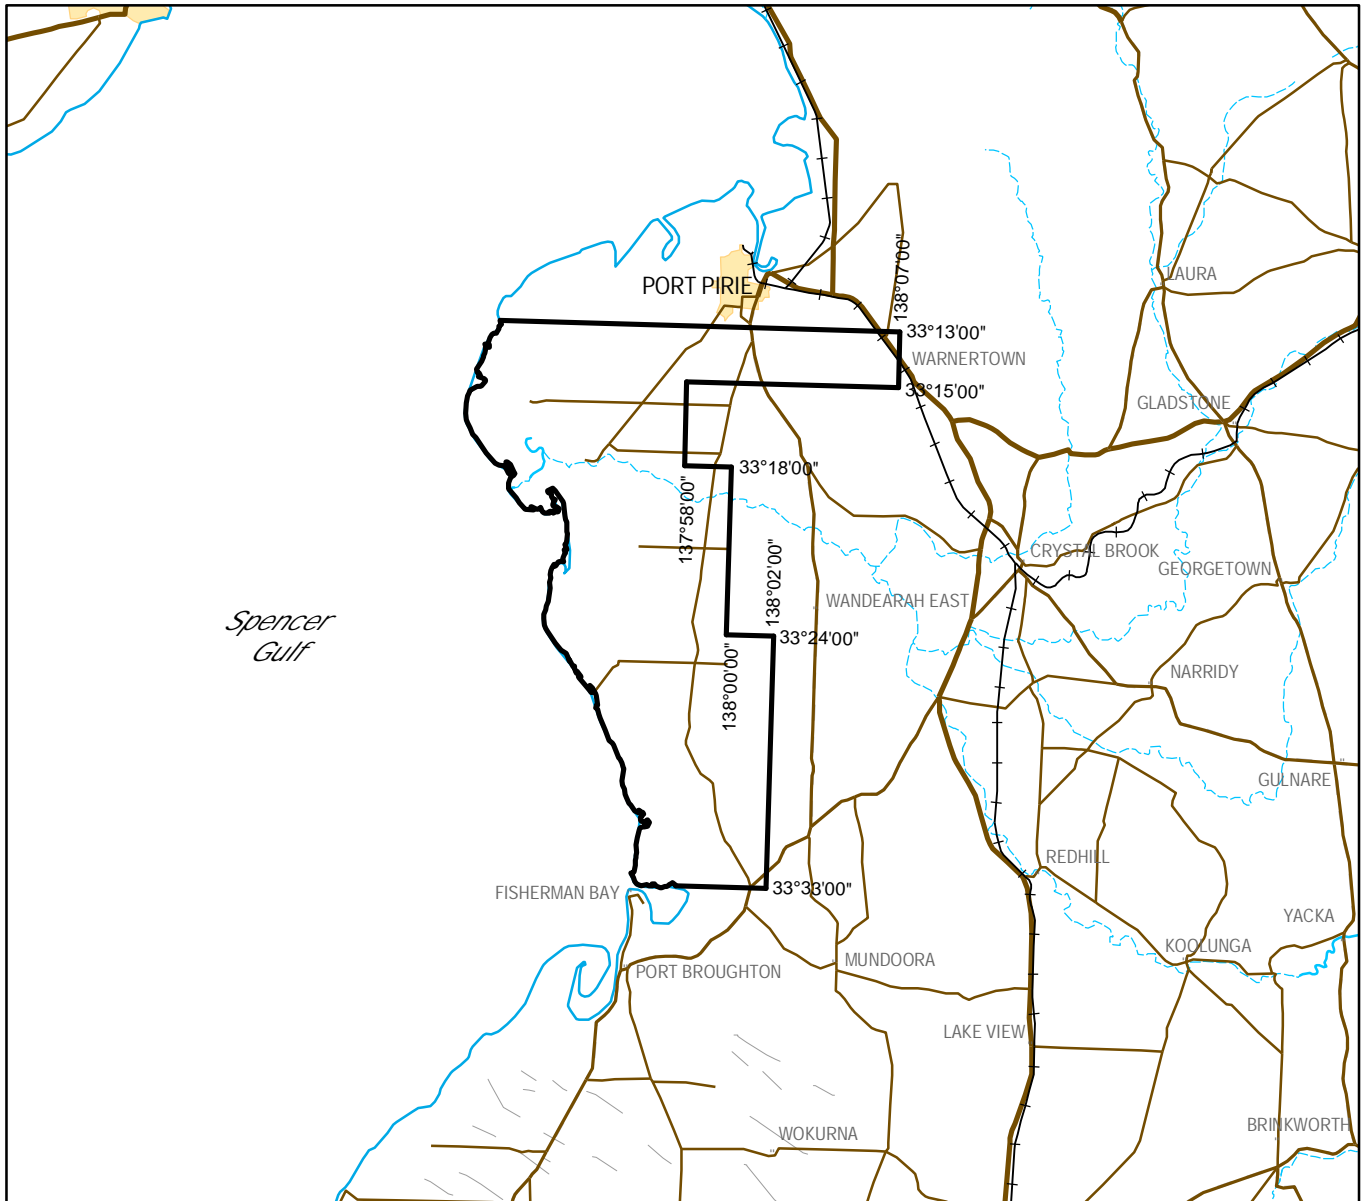 PORT PIRIE
138°07'00"
LAURA
33°13'00"
WARNERTOWN
33°15'00"
GLADSTONE
33°18'00"
137°58'00"
CRYSTAL BROOK
GEORGETOWN
138°02'00"
WANDEARAH EAST
Spencer
Gulf
33°24'00"
138°00'00"
NARRIDY
GULNARE
REDHILL
33°33'00"
FISHERMAN BAY
YACKA
KOOLUNGA
MUNDOORA
PORT BROUGHTON
LAKE VIEW
WOKURNA
BRINKWORTH